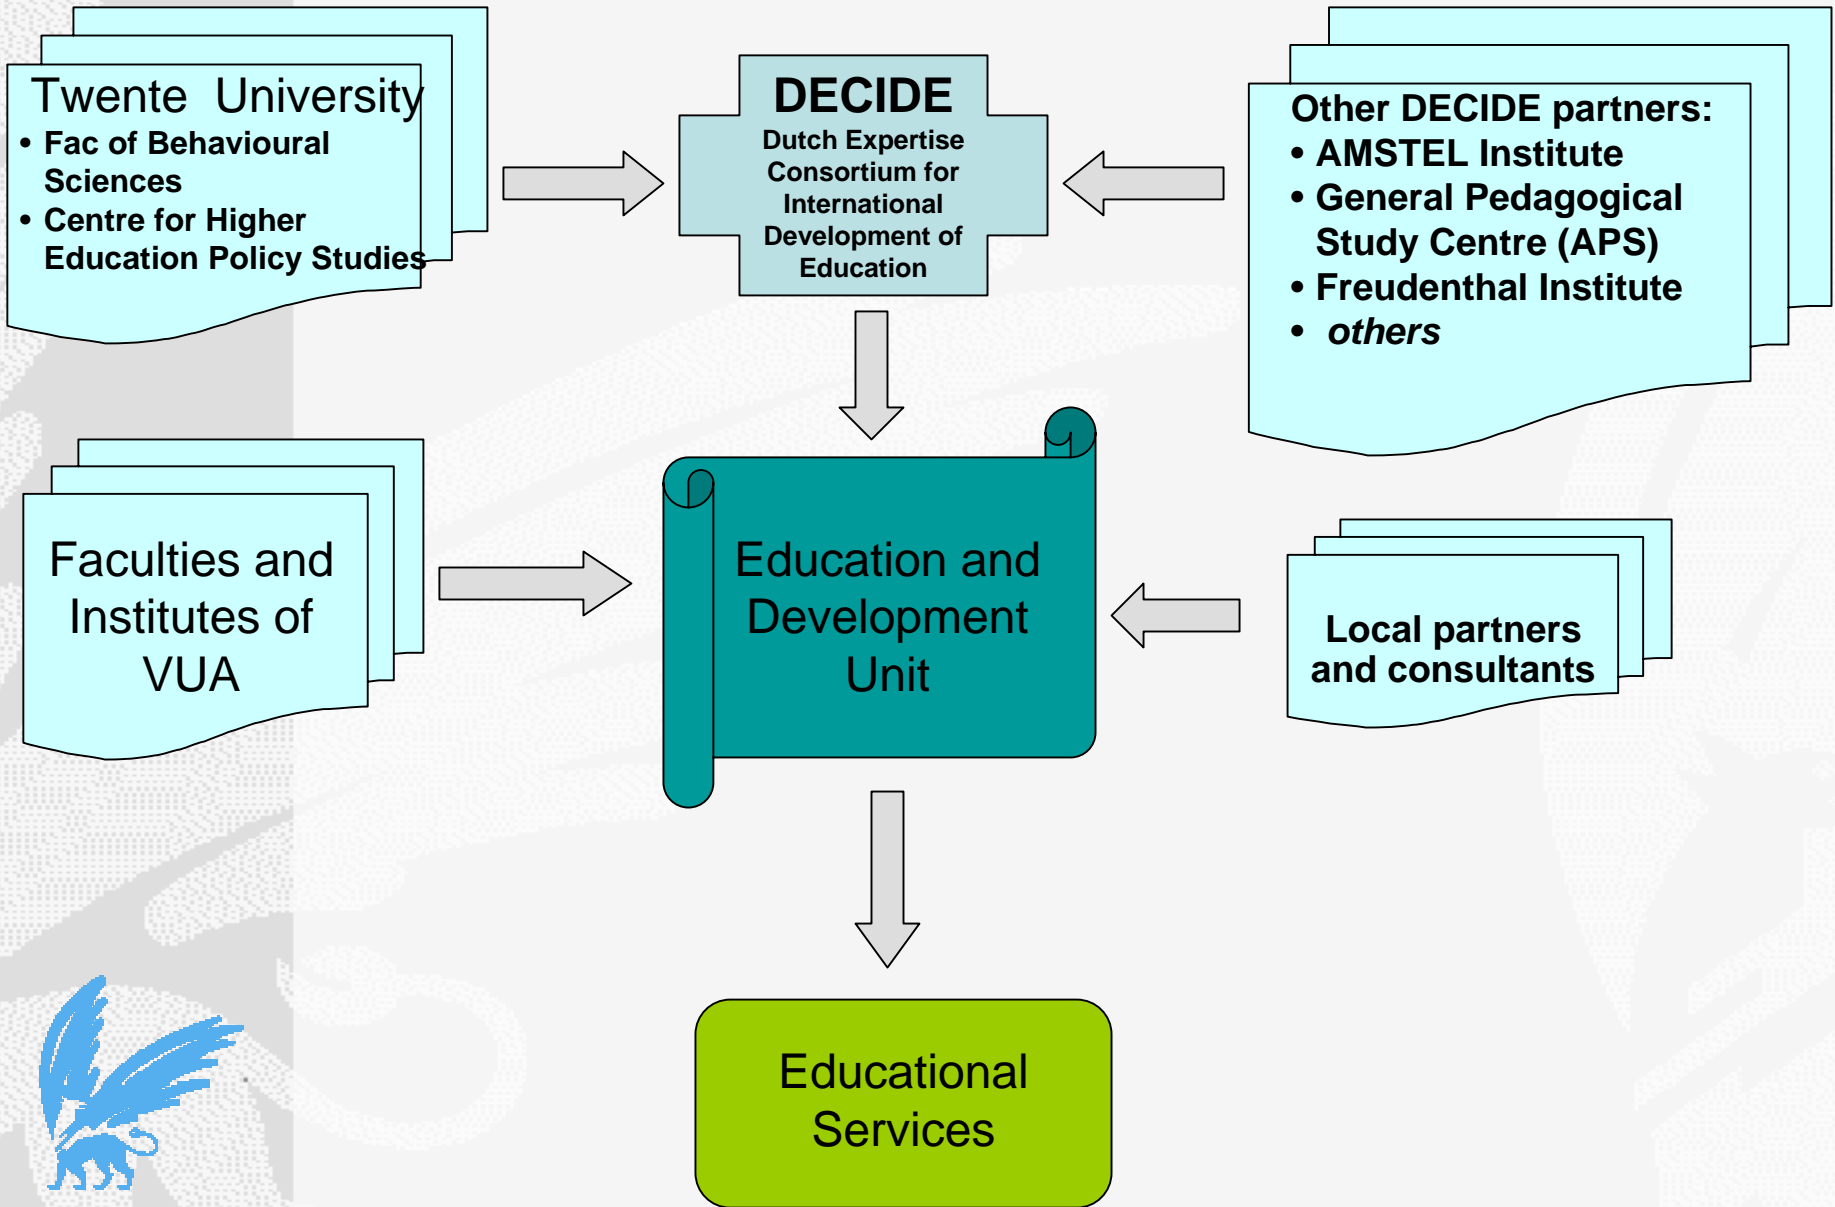 Twente University
• Fac of Behavioural
Sciences
• Centre for Higher
Education Policy Studies
DECIDE
Dutch Expertise
Consortium for
International
Development of
Education
Other DECIDE partners:
• AMSTEL Institute
• General Pedagogical
Study Centre (APS)
• Freudenthal Institute
• others
Faculties and
Institutes of
VUA
Education and
Development
Unit
Local partners
and consultants
Educational
Services